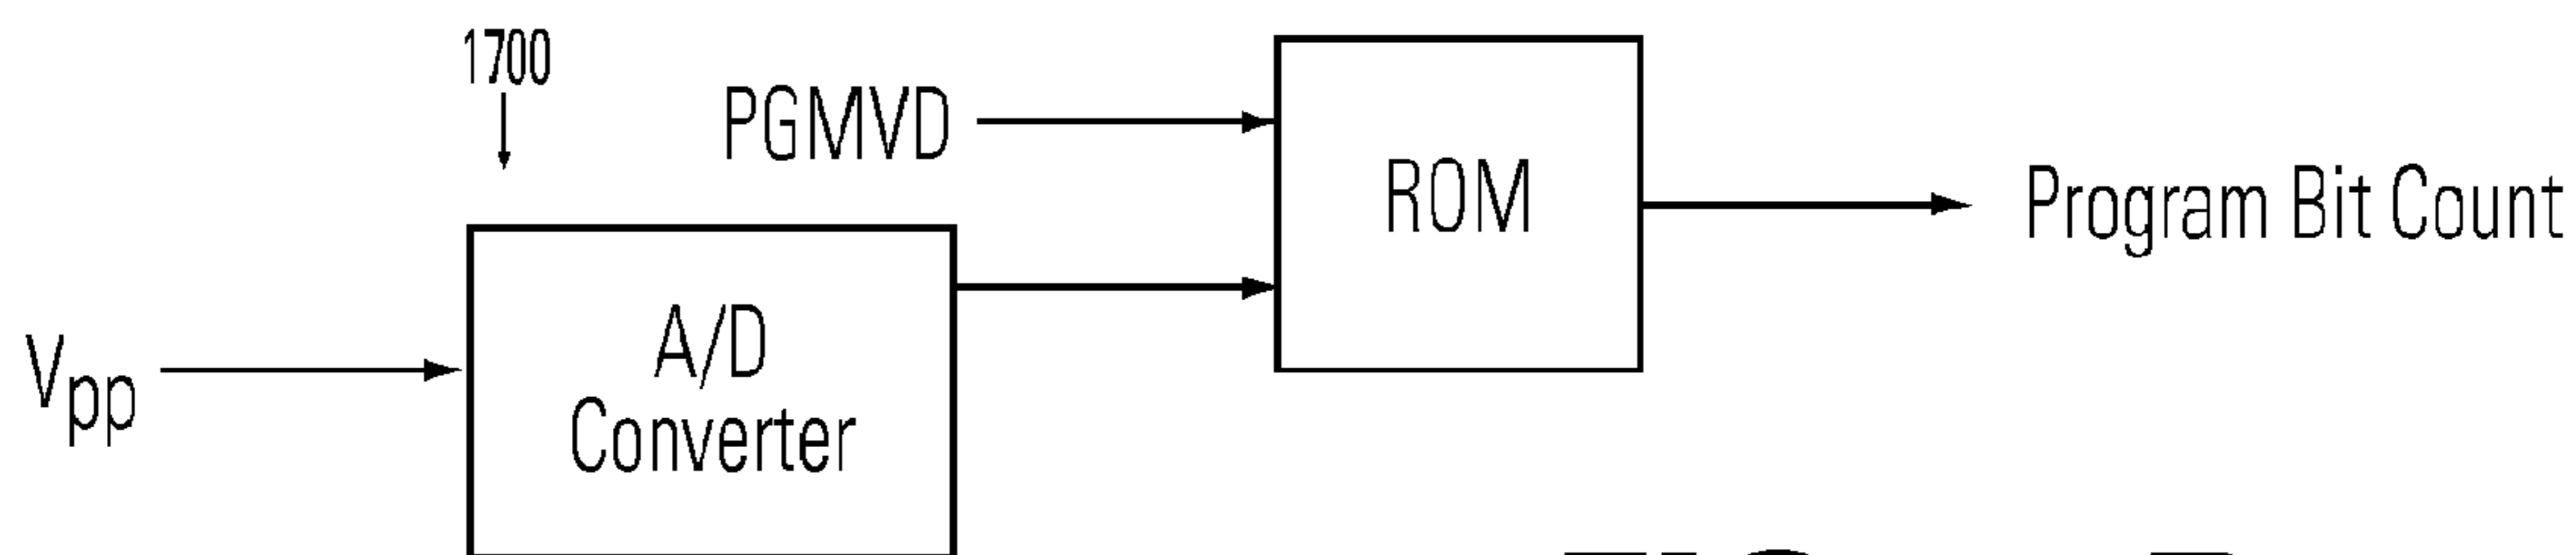 1700
PGMVD
ROM
Program Bit Count
Vpp
A/D
Converter